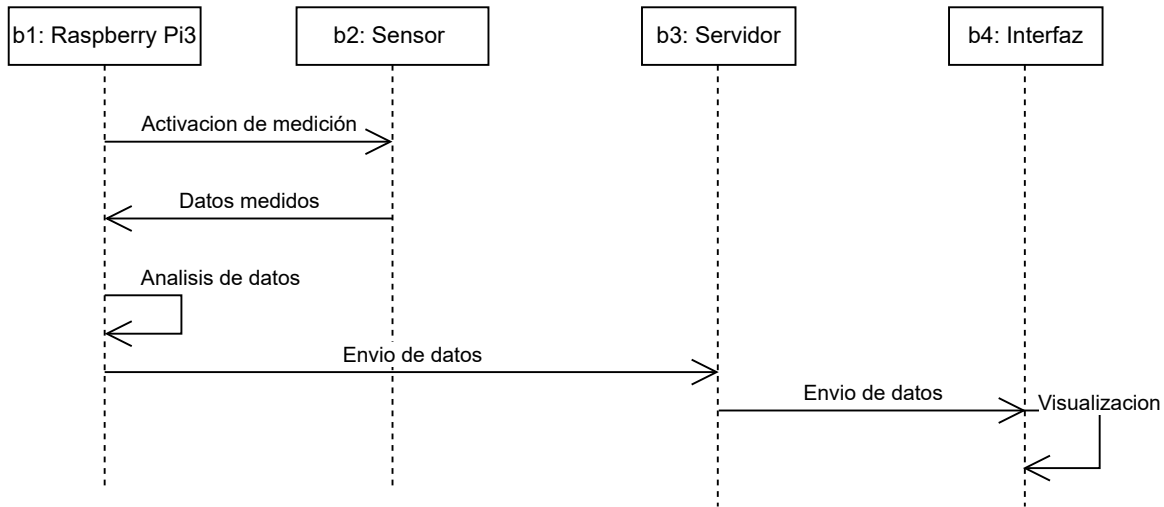 b1: Raspberry Pi3
b2: Sensor
b3: Servidor
b4: Interfaz
Activacion de medición
Datos medidos
Analisis de datos
Envio de datos
Envio de datos
Visualizacion